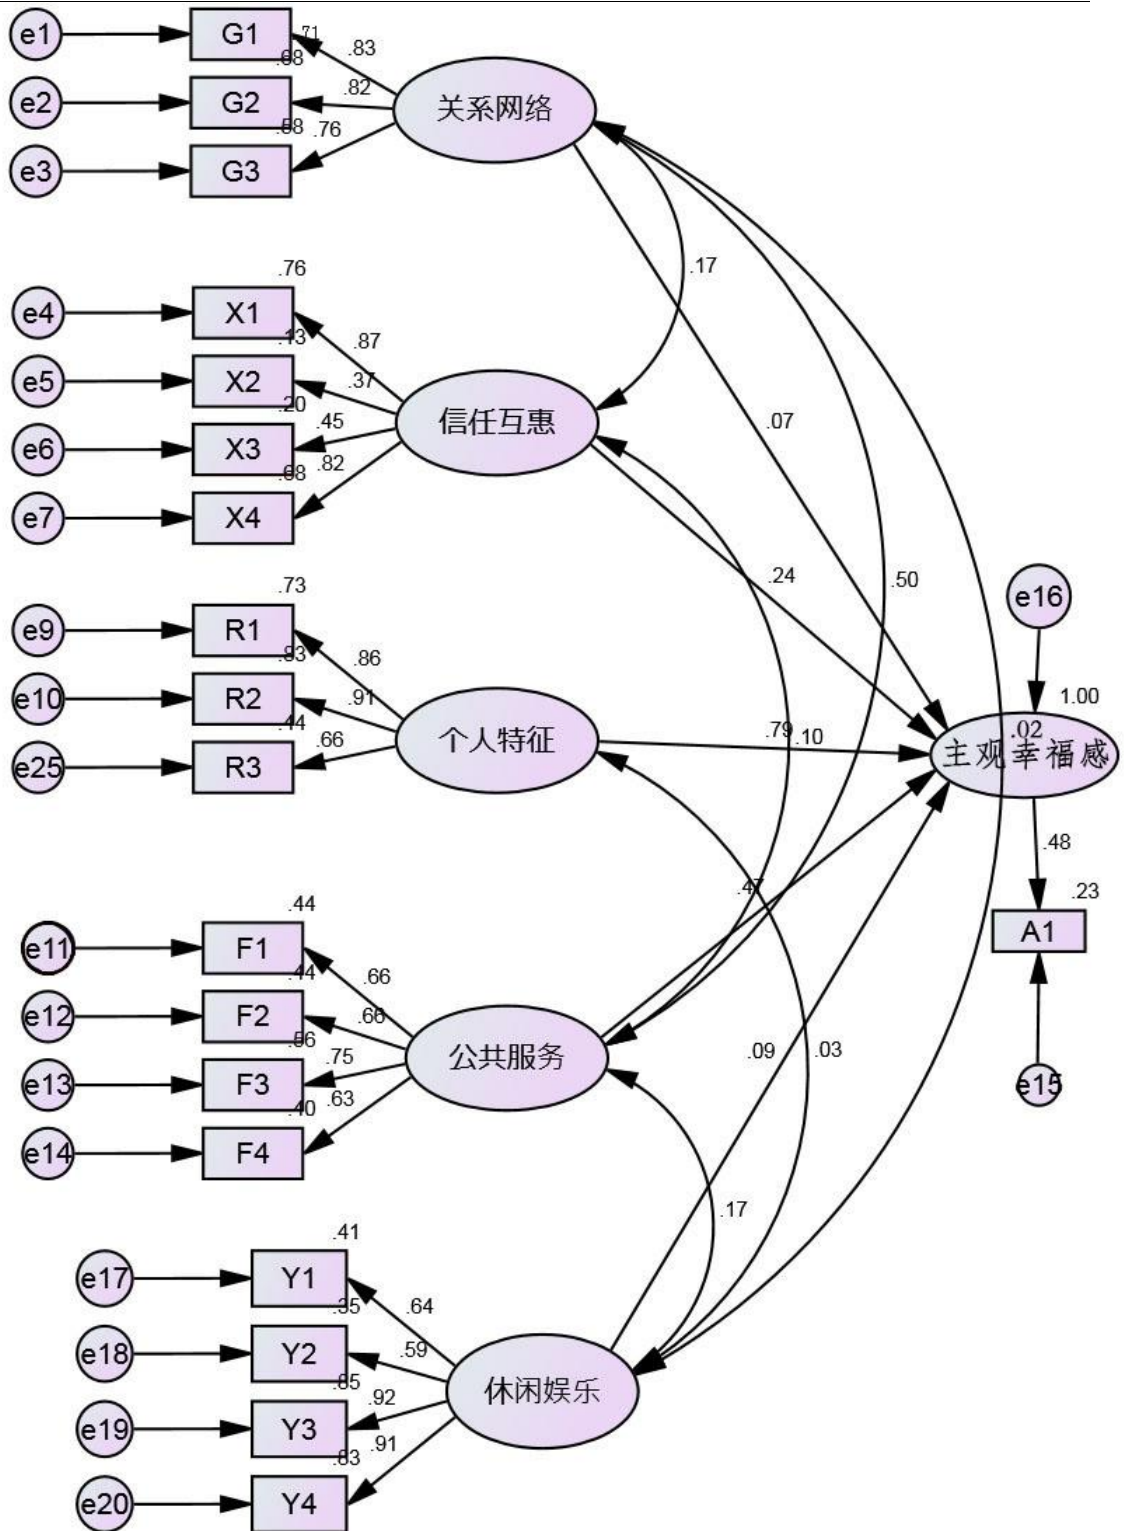 e1 G1 .71
.83
.68
e2 G2 .82 关系网络
.58 .76
e3 G3
.17
.76
e4 X1
.13 .87
e5 X2 .37
.20 .45 信任互惠 .07
e6 X3
.68 .82
e7 X4
.24 .50
.73
e9 R1
.83 .86
e10 R2 .91
.44 .66 个人特征 .79 .10
e25 R3
e16
1.00
.02
主观幸福感
.48
.23
A1
e15
.47
.44
e11 F1
.44 .66
e12 F2 .66
.56 .75 公共服务 .09 .03
e13 F3
.40 .63
e14 F4
.17
.41
e17 Y1
.35 .64
e18 Y2 .59
.85 .92 休闲娱乐
e19 Y3
.83 .91
e20 Y4